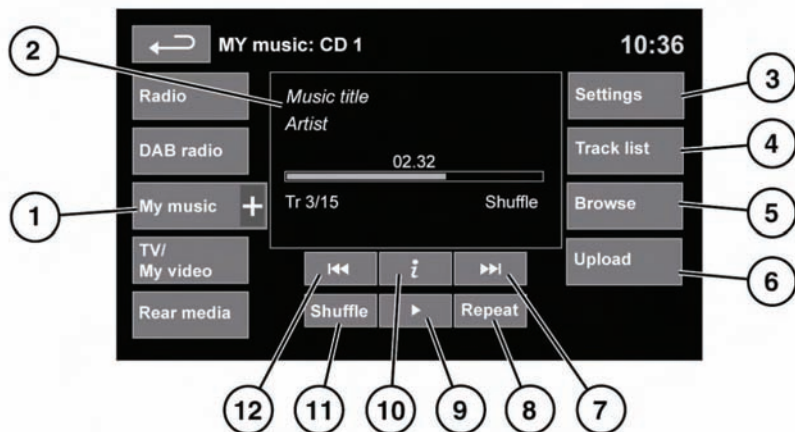 MY music: CD 1
10:36
2
Radio
DAB radio
My music +
TV/
My video
Rear media
1
Music title
Artist
02.32
Tr 3/15
Shuffle
Settings
Track list
Browse
Upload
3
4
5
6
i
Shuffle
Repeat
12
11
10
9
8
7